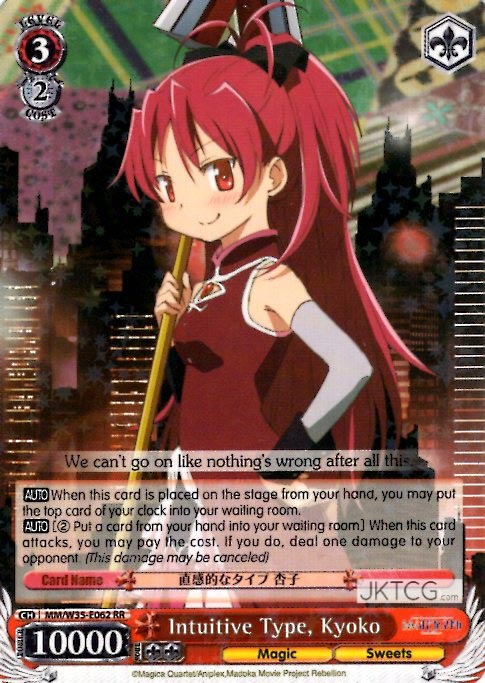 LEVEL
3
2
COST
We can't go on like nothing's wrong after all this.
AUTO When this card is placed on the stage from your hand, you may put
the top card of your clock into your waiting room.
AUTO [② Put a card from your hand into your waiting room] When this card
attacks, you may pay the cost. If you do, deal one damage to your
opponent. (This damage may be canceled)
Card Name 直感的なタイプ 杏子
JKTCG.com
CH MM/W35-E062 RR
POWER 10000 SOUL Intuitive Type, Kyoko
Magic Sweets
©Magica Quartet/Aniplex,Madoka Movie Project Rebellion